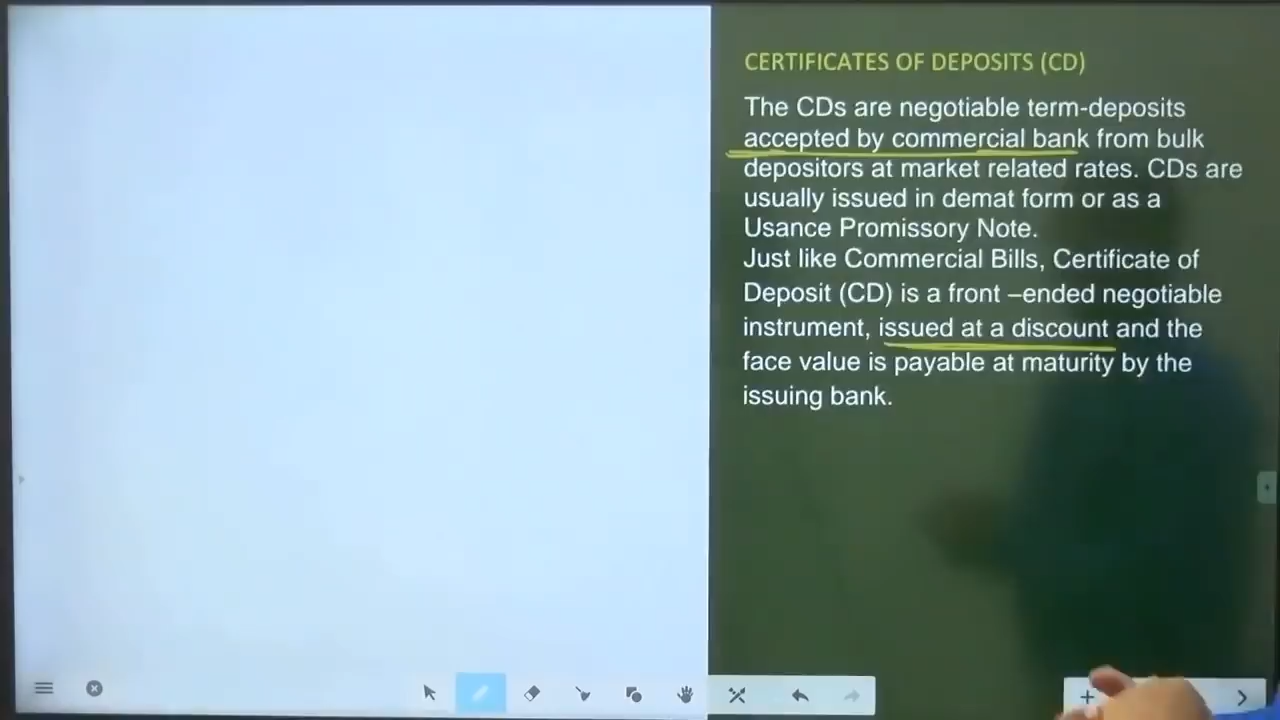 CERTIFICATES OF DEPOSITS (CD)
The CDs are negotiable term-deposits
accepted by commercial bank from bulk
depositors at market related rates. CDs are
usually issued in demat form or as a
Usance Promissory Note.
Just like Commercial Bills, Certificate of
Deposit (CD) is a front –ended negotiable
instrument, issued at a discount and the
face value is payable at maturity by the
issuing bank.